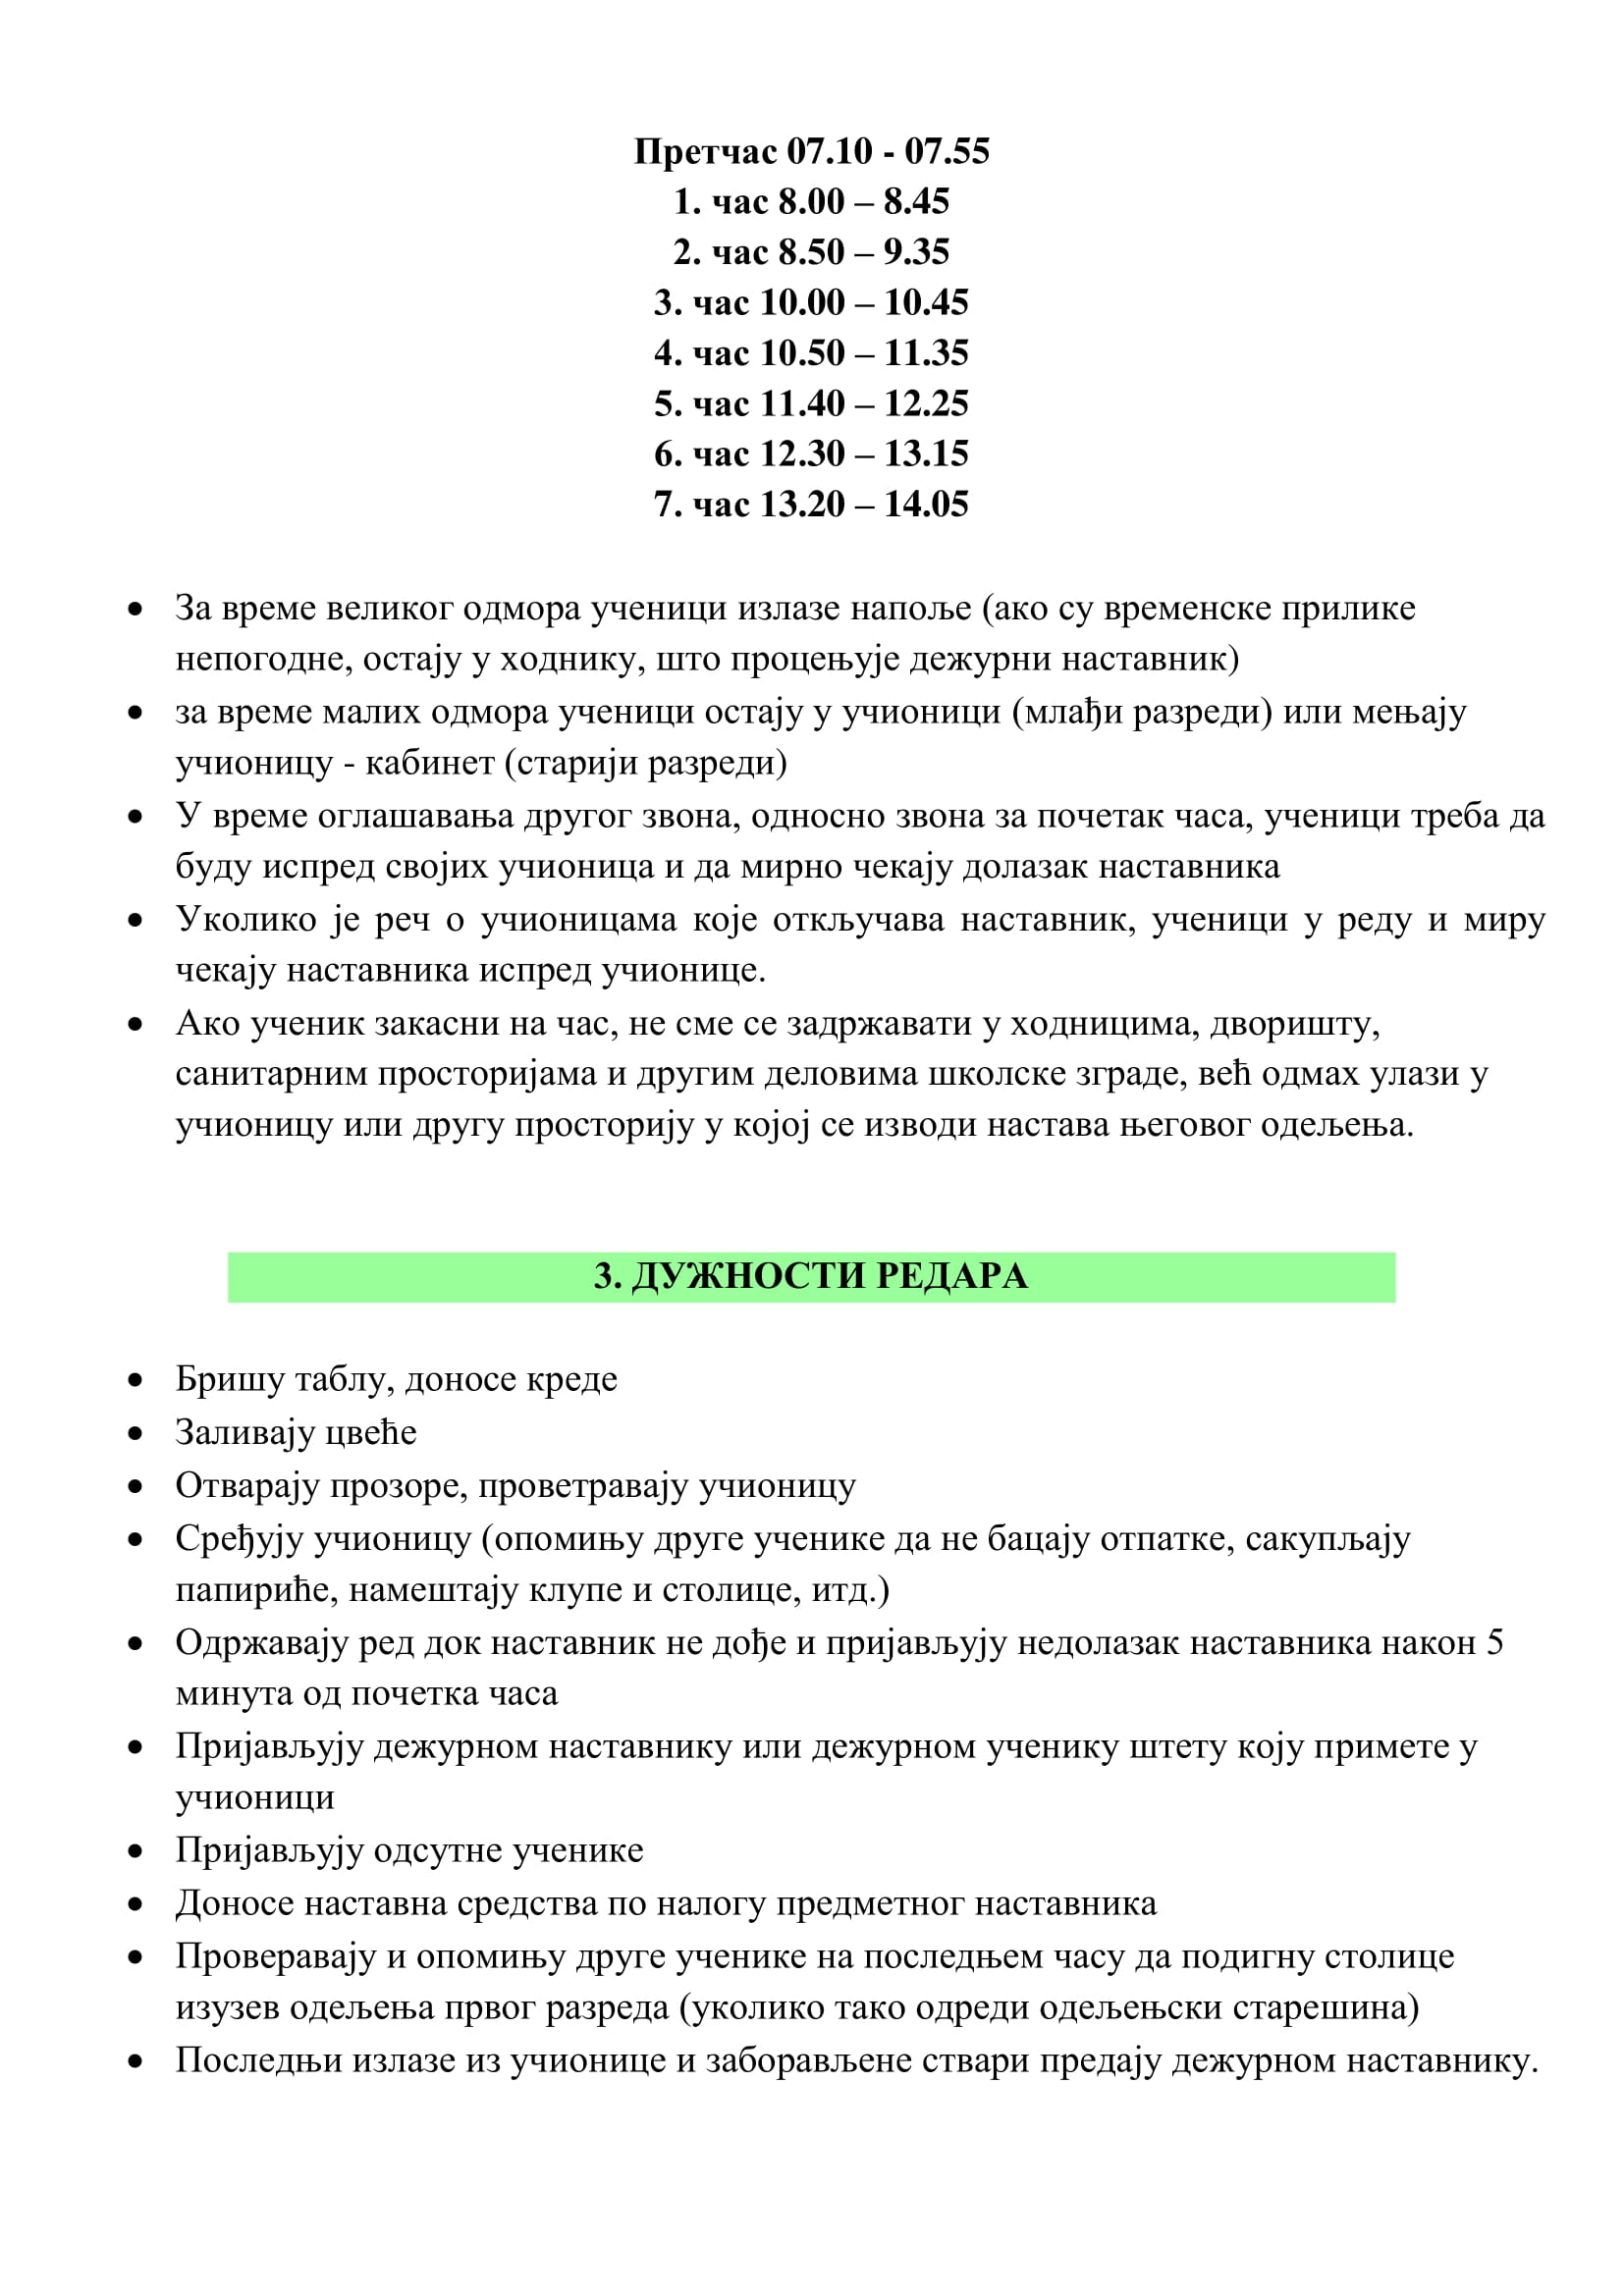 Претчас 07.10 - 07.55
1. час 8.00 – 8.45
2. час 8.50 – 9.35
3. час 10.00 – 10.45
4. час 10.50 – 11.35
5. час 11.40 – 12.25
6. час 12.30 – 13.15
7. час 13.20 – 14.05
• За време великог одмора ученици излазе напоље (ако су временске прилике
непогодне, остају у ходнику, што процењује дежурни наставник)
• за време малих одмора ученици остају у учионици (млађи разреди) или мењају
учионицу - кабинет (старији разреди)
• У време оглашавања другог звона, односно звона за почетак часа, ученици треба да
буду испред својих учионица и да мирно чекају долазак наставника
• Уколико је реч о учионицама које откључава наставник, ученици у реду и миру
чекају наставника испред учионице.
• Ако ученик закасни на час, не сме се задржавати у ходницима, дворишту,
санитарним просторијама и другим деловима школске зграде, већ одмах улази у
учионицу или другу просторију у којој се изводи настава његовог одељења.
3. ДУЖНОСТИ РЕДАРА
• Бришу таблу, доносе креде
• Заливају цвеће
• Отварају прозоре, проветравају учионицу
• Сређују учионицу (опомињу друге ученике да не бацају отпатке, сакупљају
папириће, намештају клупе и столице, итд.)
• Одржавају ред док наставник не дође и пријављују недолазак наставника након 5
минута од почетка часа
• Пријављују дежурном наставнику или дежурном ученику штету коју примете у
учионици
• Пријављују одсутне ученике
• Доносе наставна средства по налогу предметног наставника
• Проверавају и опомињу друге ученике на последњем часу да подигну столице
изузев одељења првог разреда (уколико тако одреди одељењски старешина)
• Последњи излазе из учионице и заборављене ствари предају дежурном наставнику.